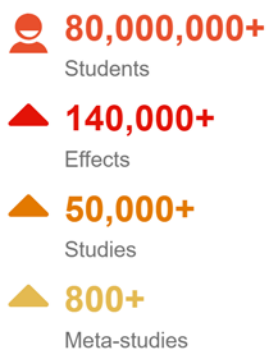 80,000,000+
Students
140,000+
Effects
50,000+
Studies
800+
Meta-studies